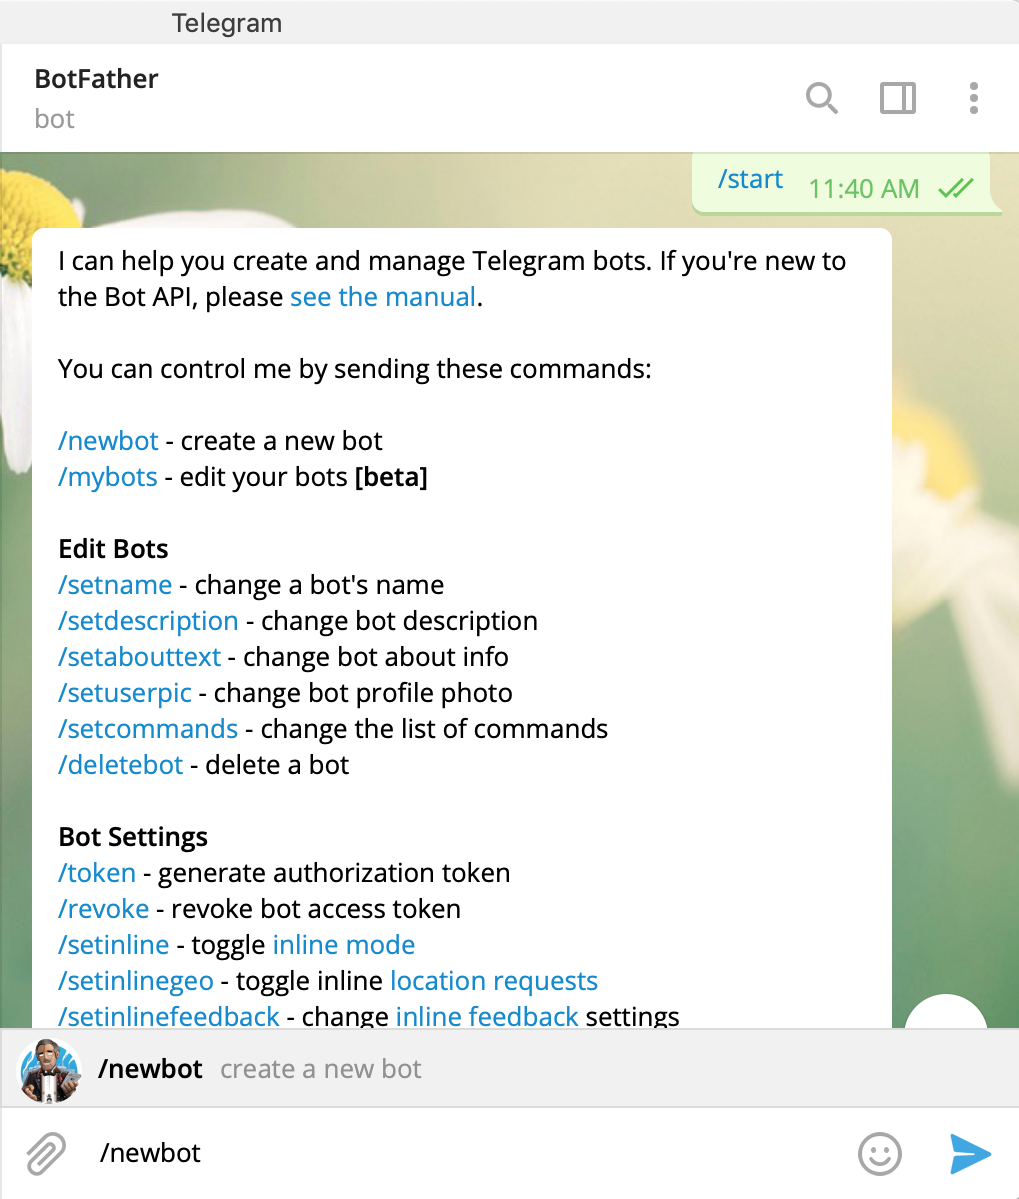 Telegram
BotFather
bot
/start 11:40 AM
I can help you create and manage Telegram bots. If you're new to
the Bot API, please see the manual.
You can control me by sending these commands:
/newbot - create a new bot
/mybots - edit your bots [beta]
Edit Bots
/setname - change a bot's name
/setdescription - change bot description
/setabouttext - change bot about info
/setuserpic - change bot profile photo
/setcommands - change the list of commands
/deletebot - delete a bot
Bot Settings
/token - generate authorization token
/revoke - revoke bot access token
/setinline - toggle inline mode
/setinlinegeo - toggle inline location requests
/setinlinefeedback - change inline feedback settings
/newbot create a new bot
/newbot